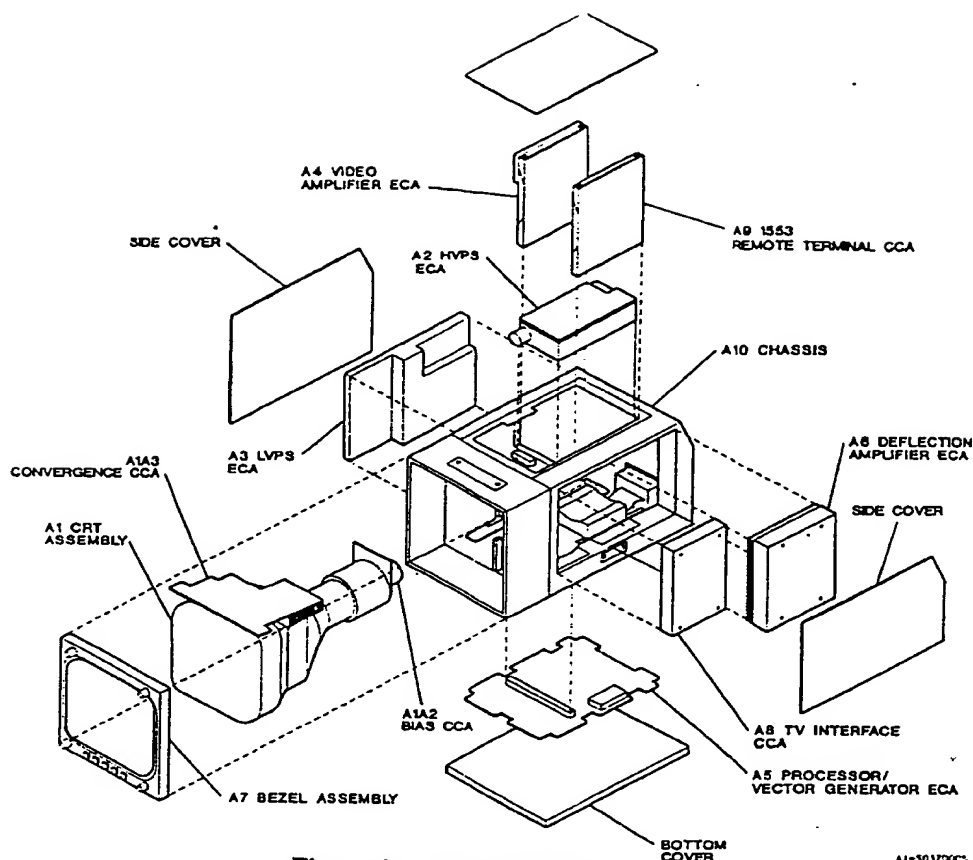 A4 VIDEO
AMPLIFIER ECA
A9 1553
REMOTE TERMINAL CCA
SIDE COVER
A2 HVPS
ECA
A10 CHASSIS
A3 LVPS
ECA
A6 DEFLECTION
AMPLIFIER ECA
A1A3
CONVERGENCE CCA
A1 CRT
ASSEMBLY
SIDE COVER
A1A2
BIAS CCA
A8 TV INTERFACE
CCA
A7 BEZEL ASSEMBLY
A5 PROCESSOR/
VECTOR GENERATOR ECA
BOTTOM
COVER